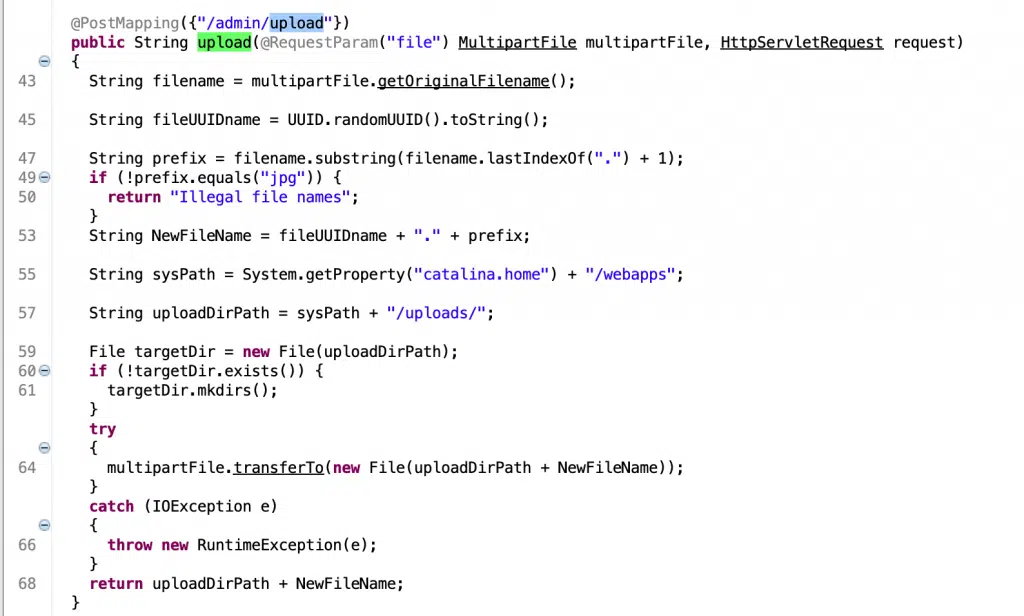 @PostMapping({"/admin/upload"})
public String upload(@RequestParam("file") MultipartFile multipartFile, HttpServletRequest request)
{
43 String filename = multipartFile.getOriginalFilename();
45 String fileUUIDname = UUID.randomUUID().toString();
47 String prefix = filename.substring(filename.lastIndexOf(".") + 1);
49 if (!prefix.equals("jpg")) {
50 return "Illegal file names";
}
53 String NewFileName = fileUUIDname + "." + prefix;
55 String sysPath = System.getProperty("catalina.home") + "/webapps";
57 String uploadDirPath = sysPath + "/uploads/";
59 File targetDir = new File(uploadDirPath);
60 if (!targetDir.exists()) {
61 targetDir.mkdirs();
}
try
{
64 multipartFile.transferTo(new File(uploadDirPath + NewFileName));
}
catch (IOException e)
{
66 throw new RuntimeException(e);
}
68 return uploadDirPath + NewFileName;
}